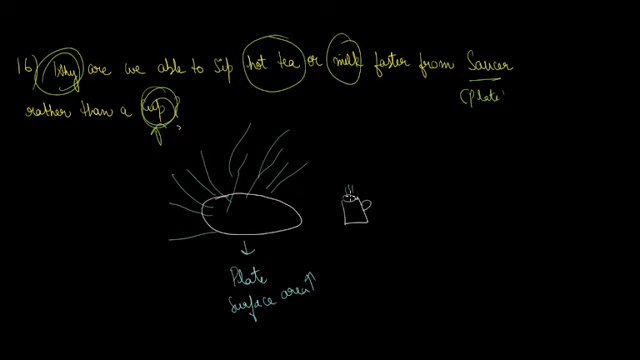 16) Why are we able to sip hot tea or milk faster from Saucer
(Plate
rather than a cup ?
Plate
Surface area↑